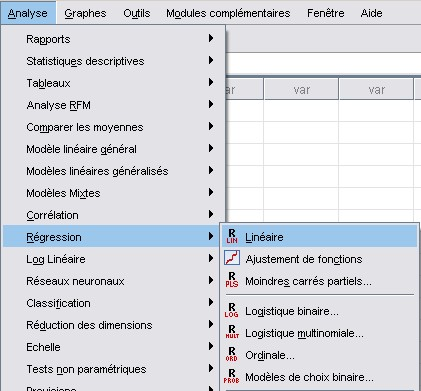 Analyse Graphes Outils Modules complémentaires Fenêtre Aide
Rapports
Statistiques descriptives
Tableaux
var var var
Analyse RFM
Comparer les moyennes
Modèle linéaire général
Modèles linéaires généralisés
Modèles Mixtes
Corrélation
Régression
R LIN Linéaire
Log Linéaire
Ajustement de fonctions
Réseaux neuronaux
R PLS Moindres carrés partiels...
Classification
R LOG Logistique binaire...
Réduction des dimensions
R MULT Logistique multinomiale...
Echelle
R ORD Ordinale...
Tests non paramétriques
R PROB Modèles de choix binaire...
Prévisions